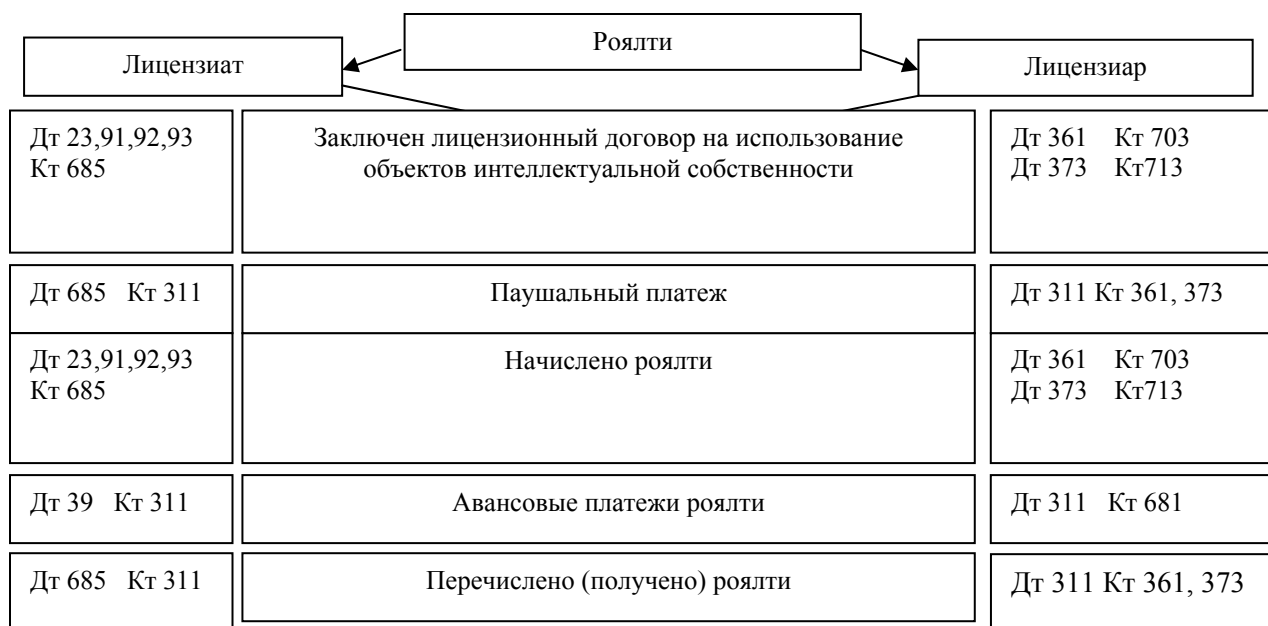 Роялти
Лицензиат
Лицензиар
Дт 23,91,92,93
Кт 685
Заключен лицензионный договор на использование
объектов интеллектуальной собственности
Дт 361 Кт 703
Дт 373 Кт713
Дт 685 Кт 311
Паушальный платеж
Дт 311 Кт 361, 373
Дт 23,91,92,93
Кт 685
Начислено роялти
Дт 361 Кт 703
Дт 373 Кт713
Дт 39 Кт 311
Авансовые платежи роялти
Дт 311 Кт 681
Дт 685 Кт 311
Перечислено (получено) роялти
Дт 311 Кт 361, 373